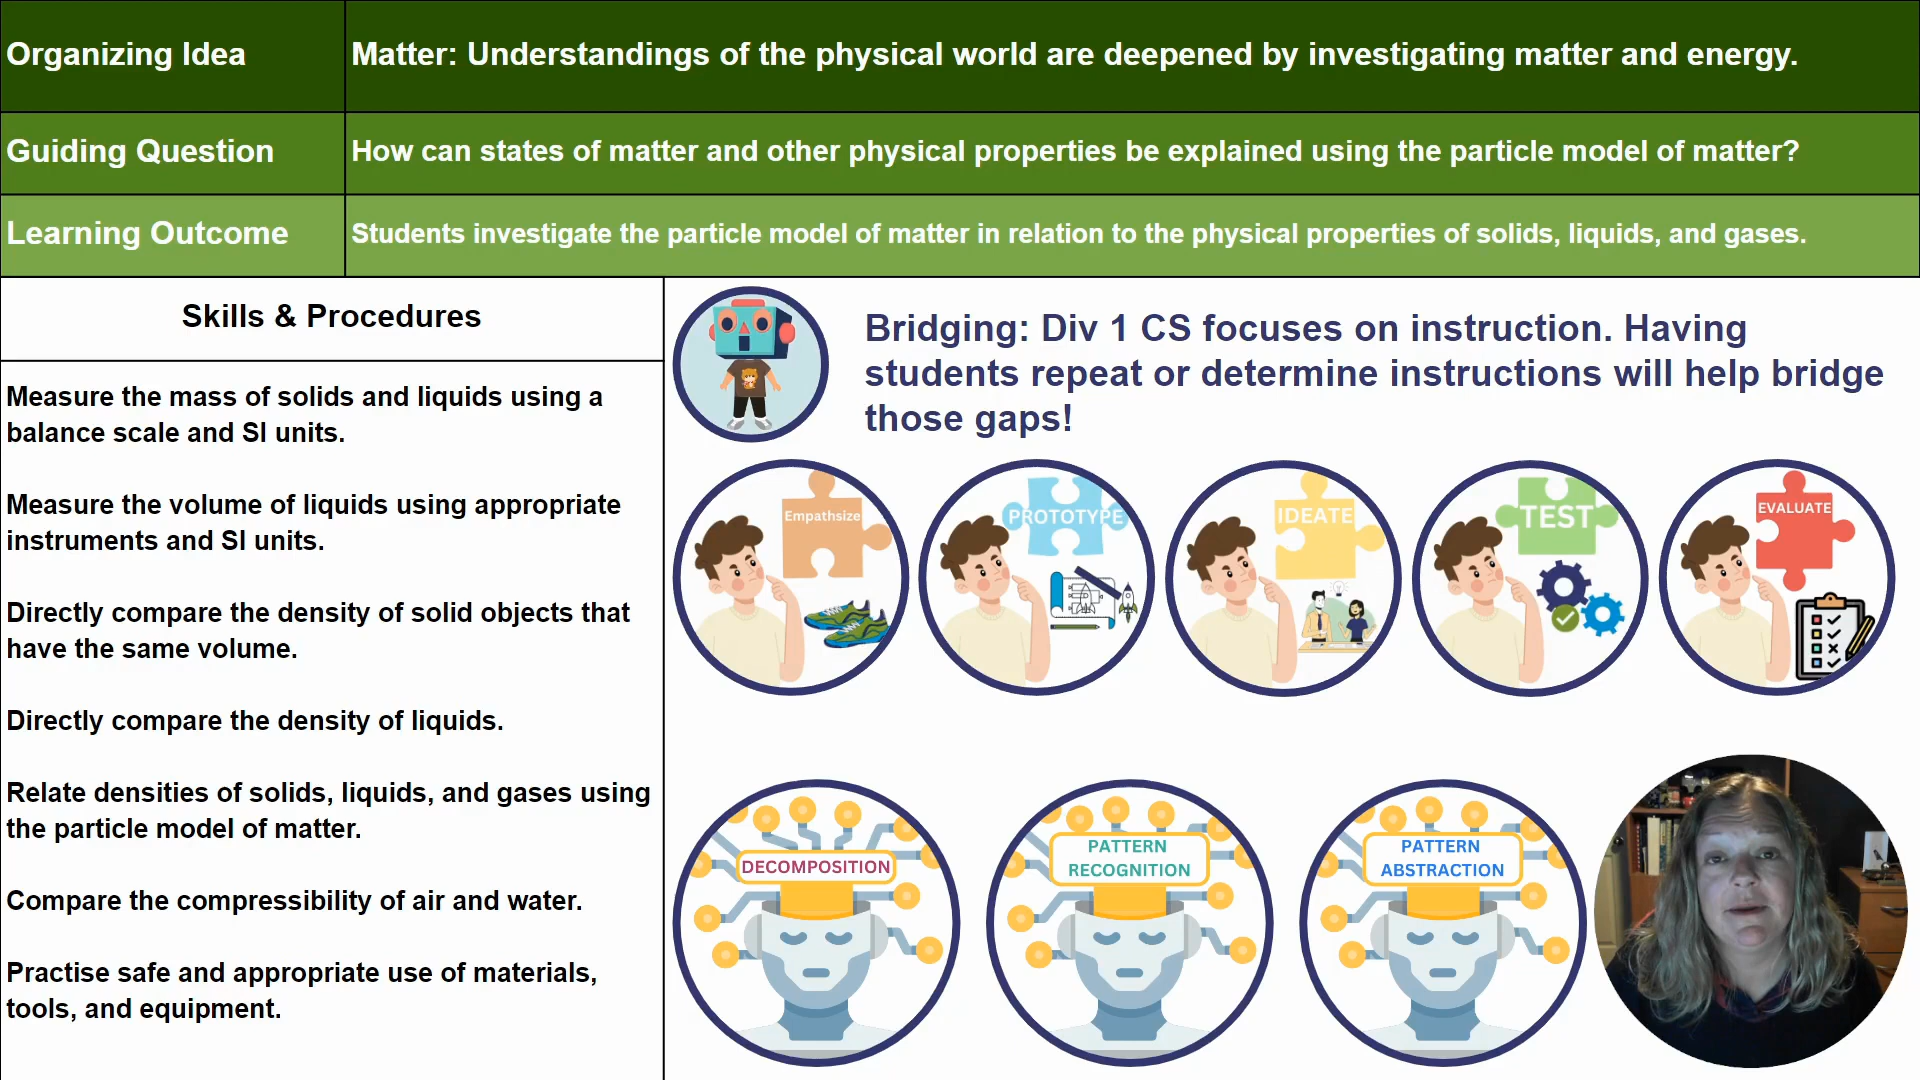 Organizing Idea
Matter: Understandings of the physical world are deepened by investigating matter and energy.
Guiding Question
How can states of matter and other physical properties be explained using the particle model of matter?
Learning Outcome
Students investigate the particle model of matter in relation to the physical properties of solids, liquids, and gases.
Skills & Procedures
Measure the mass of solids and liquids using a
balance scale and SI units.
Measure the volume of liquids using appropriate
instruments and SI units.
Directly compare the density of solid objects that
have the same volume.
Directly compare the density of liquids.
Relate densities of solids, liquids, and gases using
the particle model of matter.
Compare the compressibility of air and water.
Practise safe and appropriate use of materials,
tools, and equipment.
Bridging: Div 1 CS focuses on instruction. Having
students repeat or determine instructions will help bridge
those gaps!
Empathsize
PROTOTYPE
IDEATE
TEST
EVALUATE
DECOMPOSITION
PATTERN
RECOGNITION
PATTERN
ABSTRACTION